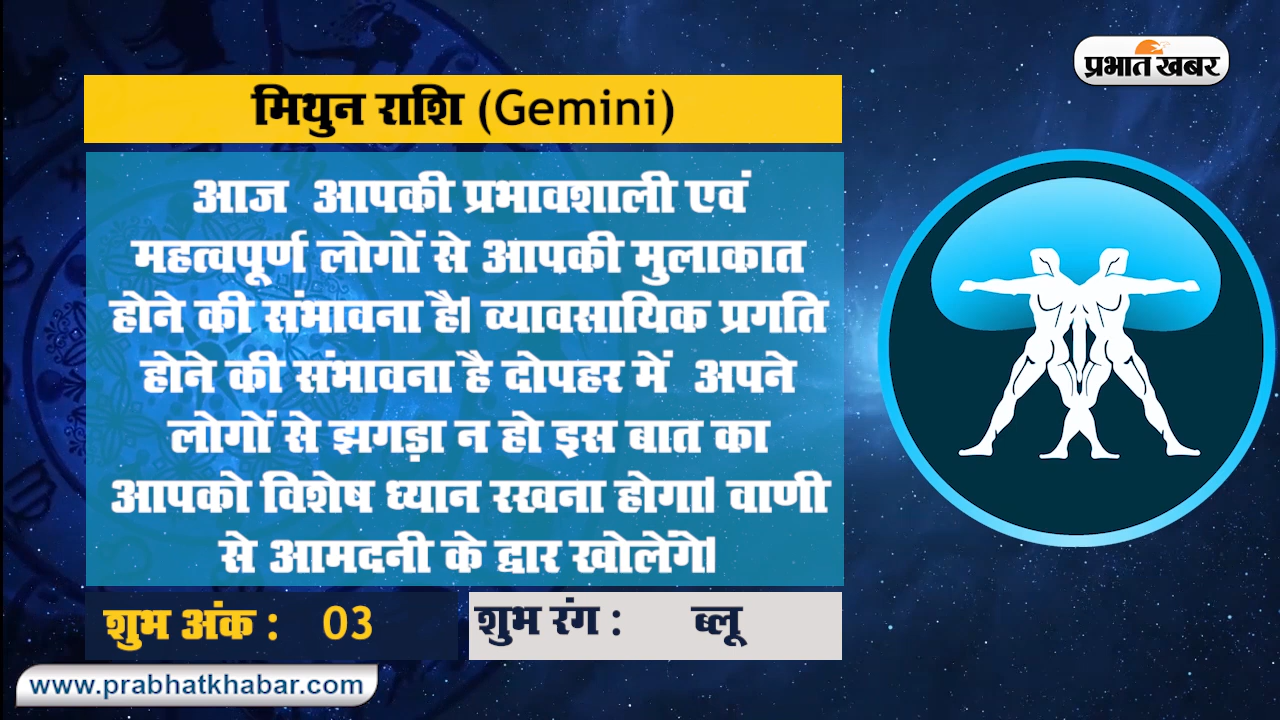 प्रभात खबर
मिथुन राशि (Gemini)
आज आपकी प्रभावशाली एवं
महत्वपूर्ण लोगों से आपकी मुलाकात
होने की संभावना है। व्यावसायिक प्रगति
होने की संभावना है दोपहर में अपने
लोगों से झगड़ा न हो इस बात का
आपको विशेष ध्यान रखना होगा। वाणी
से आमदनी के द्वार खोलेंगे।
शुभ अंक : 03
शुभ रंग : ब्लू
www.prabhatkhabar.com